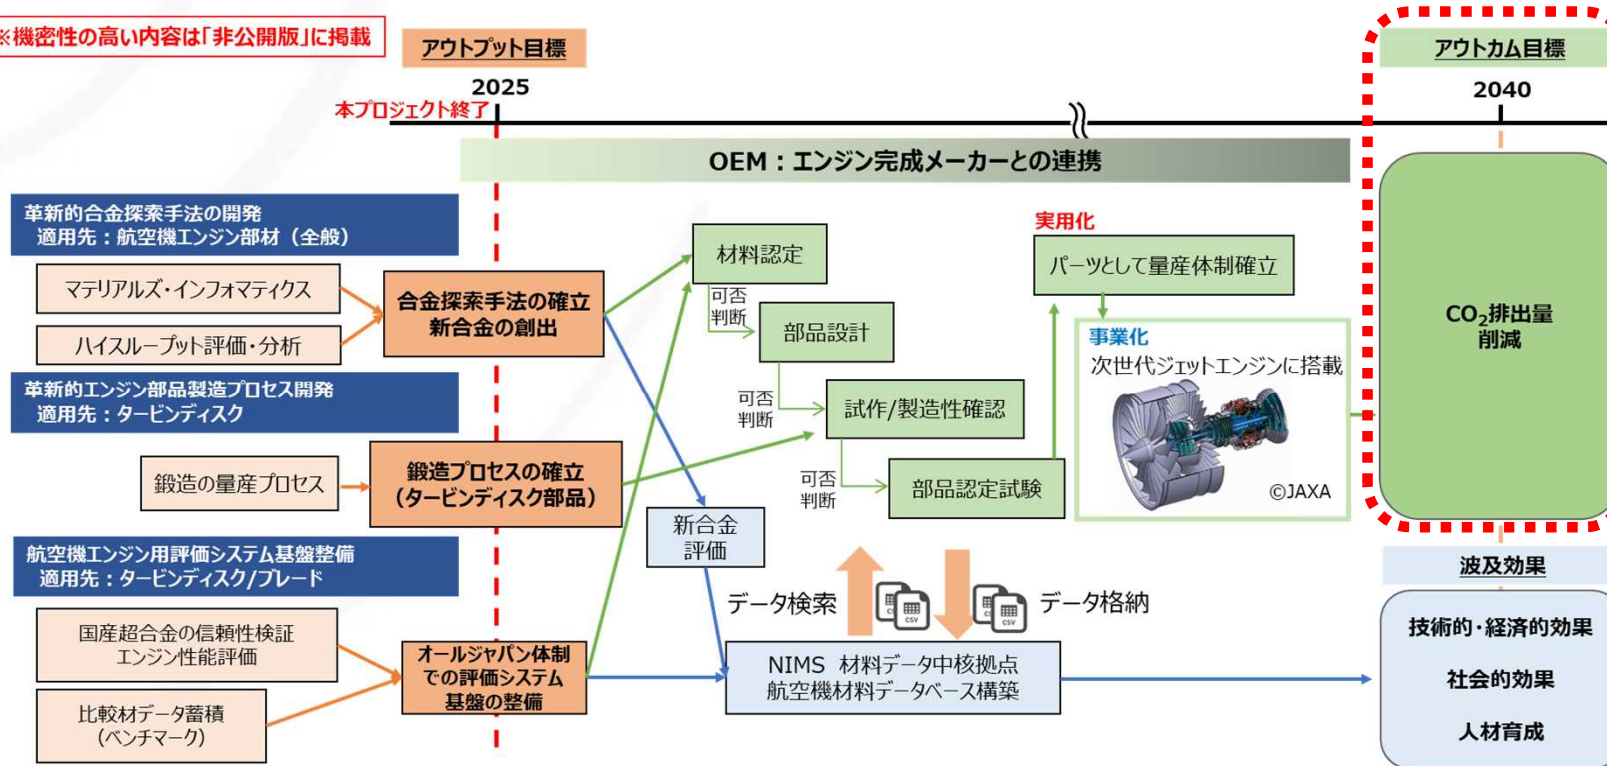 ※機密性の高い内容は「非公開版」に掲載
アウトプット目標
アウトカム目標
2025
2040
本プロジェクト終了
OEM：エンジン完成メーカーとの連携
革新的合金探索手法の開発
適用先：航空機エンジン部材（全般）
マテリアルズ・インフォマティクス
ハイスループット評価・分析
合金探索手法の確立
新合金の創出
材料認定
可否
判断
部品設計
可否
判断
試作/製造性確認
可否
判断
部品認定試験
実用化
パーツとして量産体制確立
事業化
次世代ジェットエンジンに搭載
©JAXA
CO₂排出量
削減
革新的エンジン部品製造プロセス開発
適用先：タービンディスク
鍛造の量産プロセス
鍛造プロセスの確立
（タービンディスク部品）
新合金
評価
航空機エンジン用評価システム基盤整備
適用先：タービンディスク/ブレード
国産超合金の信頼性検証
エンジン性能評価
比較材データ蓄積
（ベンチマーク）
オールジャパン体制
での評価システム
基盤の整備
データ検索
CSV
CSV
データ格納
NIMS 材料データ中核拠点
航空機材料データベース構築
波及効果
技術的・経済的効果
社会的効果
人材育成